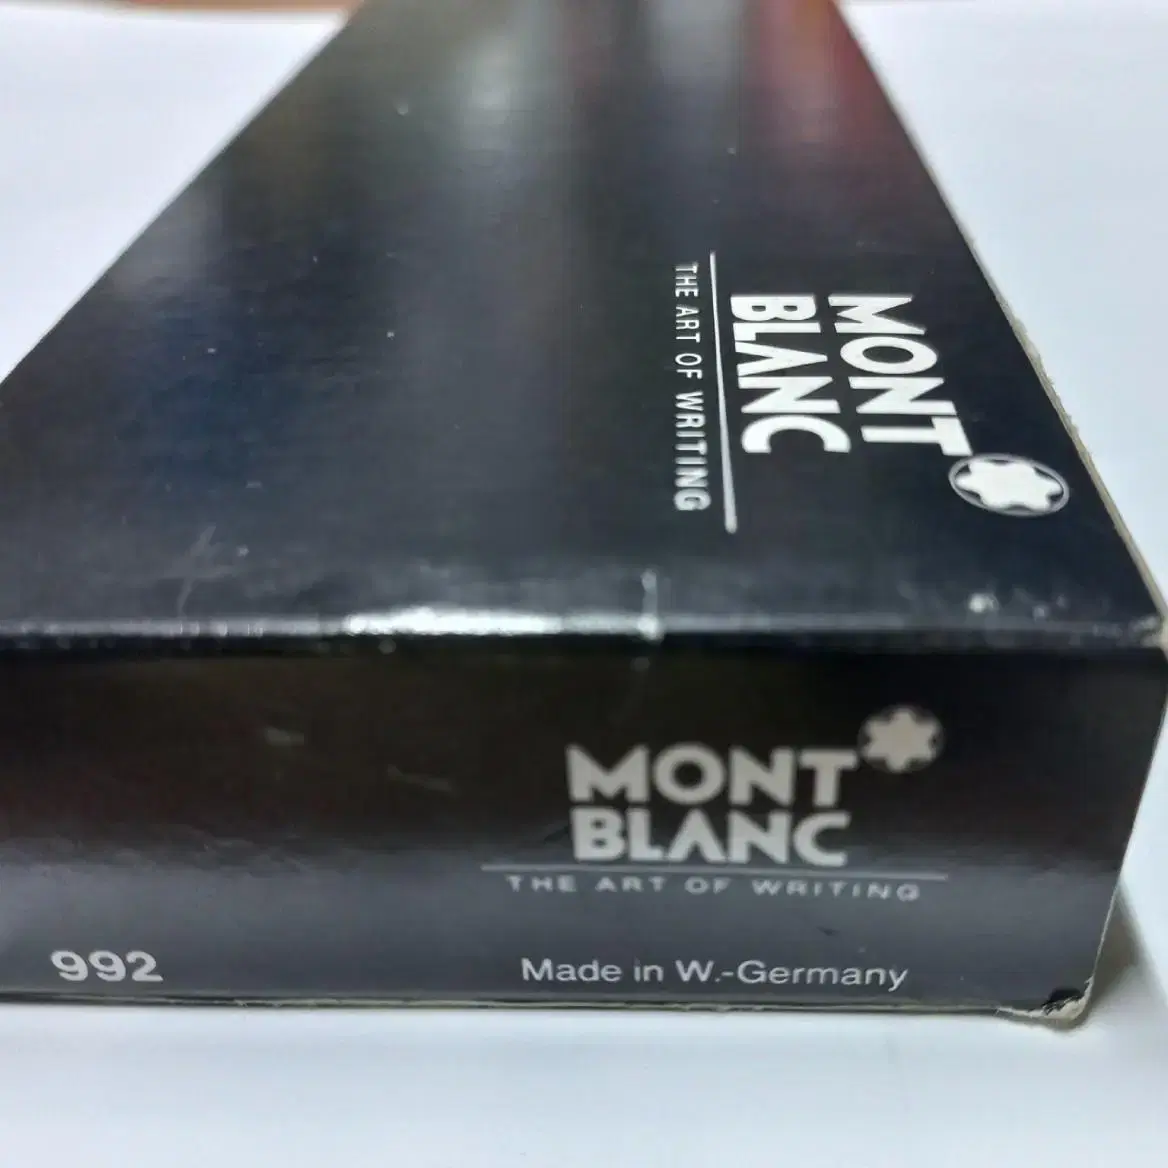 MONT
BLANC
THE ART OF WRITING
MONT
BLANC
THE ART OF WRITING
992
Made in W.-Germany